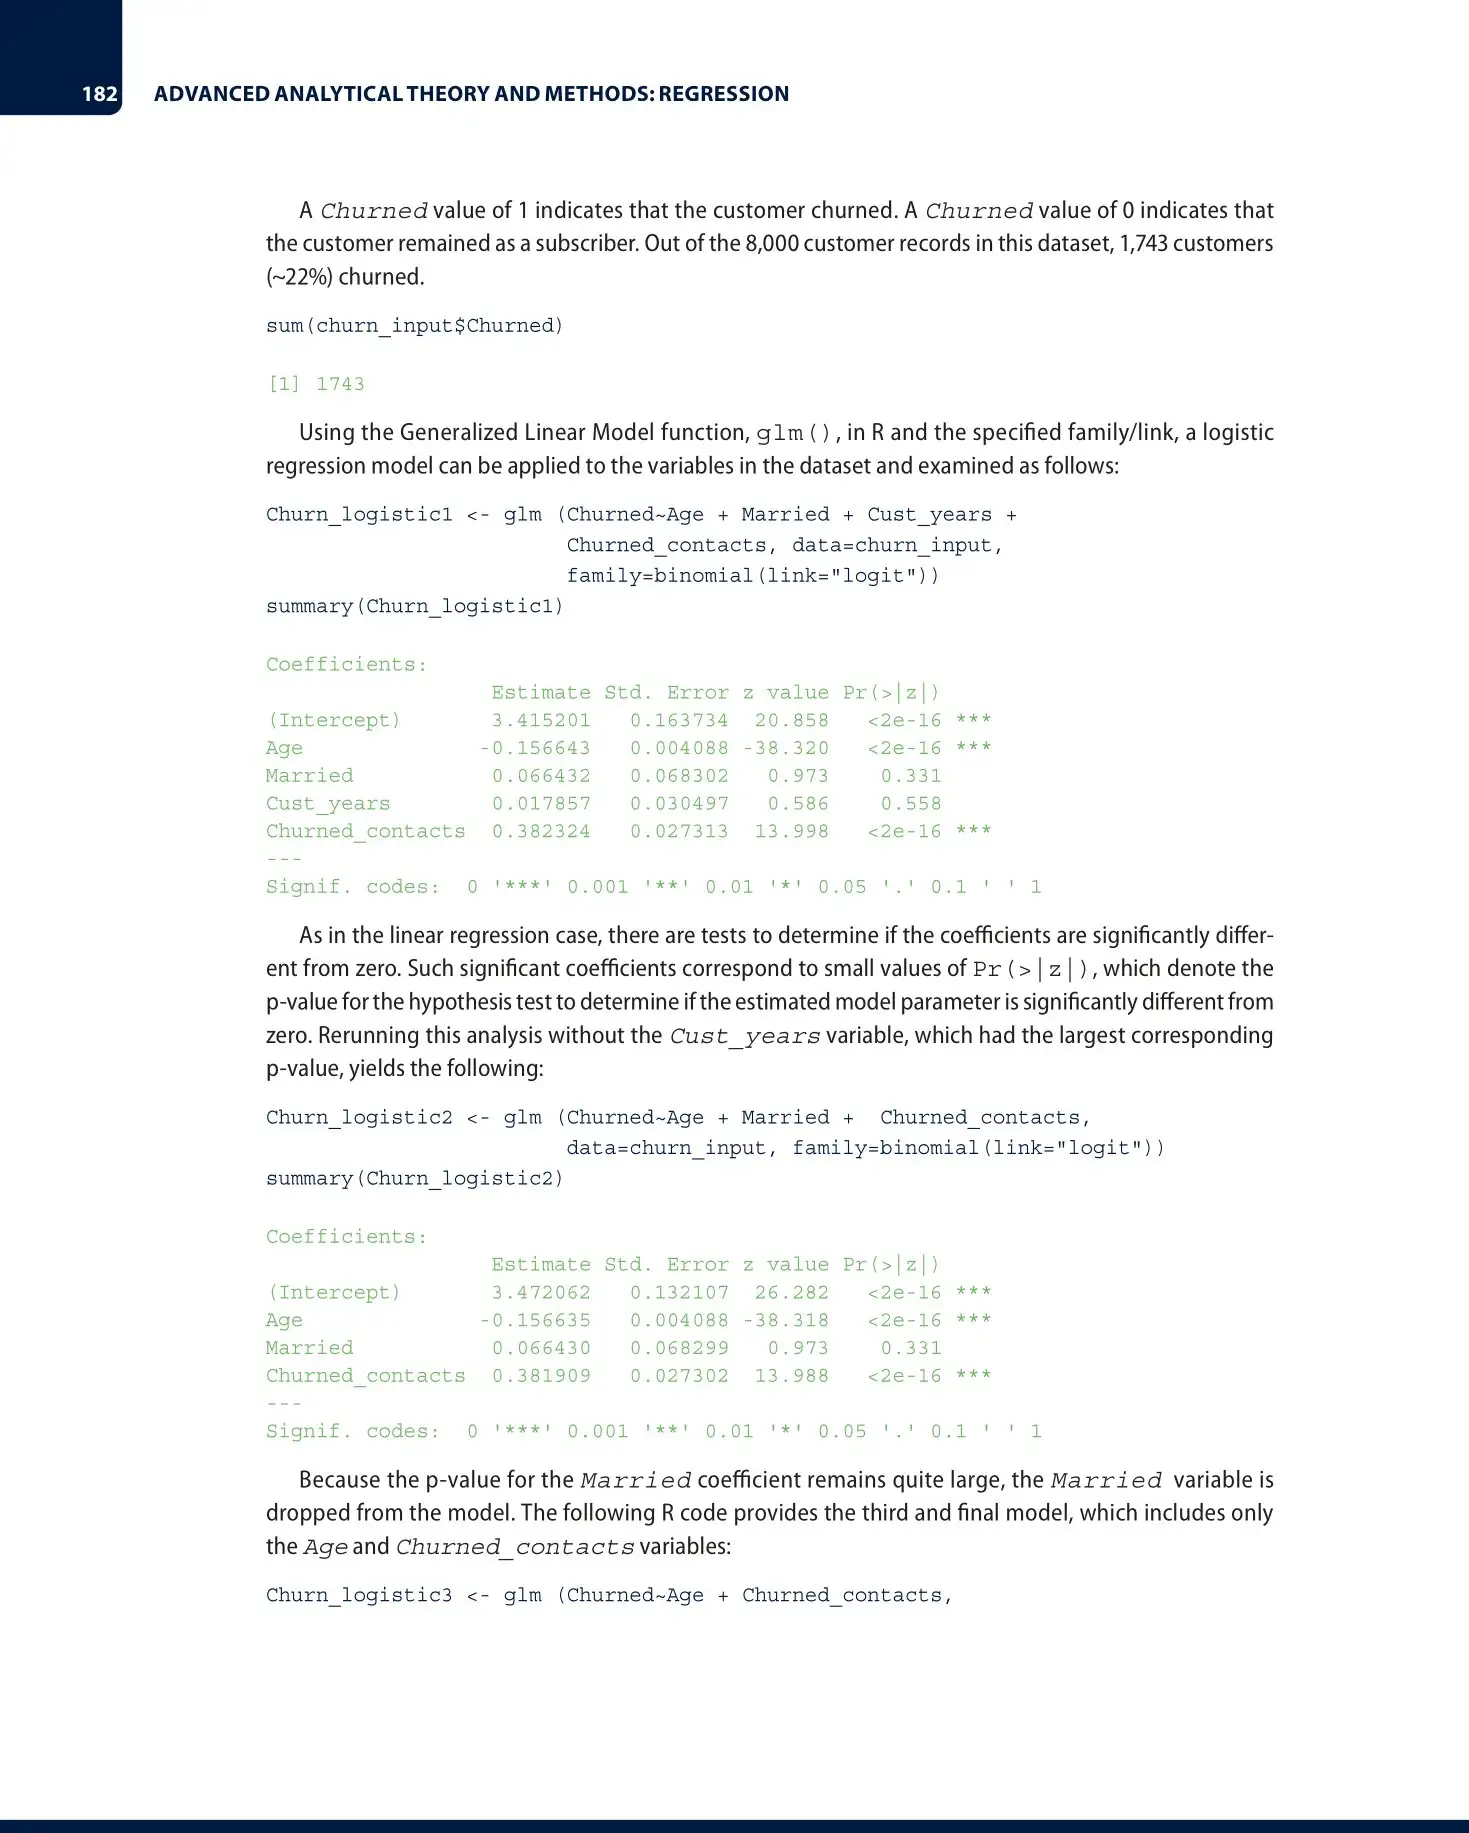 182 ADVANCED ANALYTICAL THEORY AND METHODS: REGRESSION
A Churned value of 1 indicates that the customer churned. A Churned value of 0 indicates that
the customer remained as a subscriber. Out of the 8,000 customer records in this dataset, 1,743 customers
(~22%) churned.
sum(churn_input$Churned)
[1] 1743
Using the Generalized Linear Model function, glm(), in R and the specified family/link, a logistic
regression model can be applied to the variables in the dataset and examined as follows:
Churn_logistic1 <- glm (Churned~Age + Married + Cust_years +
Churned_contacts, data=churn_input,
family=binomial(link="logit"))
summary(Churn_logistic1)
Coefficients:
Estimate Std. Error z value Pr(>|z|)
(Intercept) 3.415201 0.163734 20.858 <2e-16 ***
Age -0.156643 0.004088 -38.320 <2e-16 ***
Married 0.066432 0.068302 0.973 0.331
Cust_years 0.017857 0.030497 0.586 0.558
Churned_contacts 0.382324 0.027313 13.998 <2e-16 ***
---
Signif. codes: 0 '***' 0.001 '**' 0.01 '*' 0.05 '.' 0.1 ' ' 1
As in the linear regression case, there are tests to determine if the coefficients are significantly differ-
ent from zero. Such significant coefficients correspond to small values of Pr(>|z|), which denote the
p-value for the hypothesis test to determine if the estimated model parameter is significantly different from
zero. Rerunning this analysis without the Cust_years variable, which had the largest corresponding
p-value, yields the following:
Churn_logistic2 <- glm (Churned~Age + Married + Churned_contacts,
data=churn_input, family=binomial(link="logit"))
summary(Churn_logistic2)
Coefficients:
Estimate Std. Error z value Pr(>|z|)
(Intercept) 3.472062 0.132107 26.282 <2e-16 ***
Age -0.156635 0.004088 -38.318 <2e-16 ***
Married 0.066430 0.068299 0.973 0.331
Churned_contacts 0.381909 0.027302 13.988 <2e-16 ***
---
Signif. codes: 0 '***' 0.001 '**' 0.01 '*' 0.05 '.' 0.1 ' ' 1
Because the p-value for the Married coefficient remains quite large, the Married variable is
dropped from the model. The following R code provides the third and final model, which includes only
the Age and Churned_contacts variables:
Churn_logistic3 <- glm (Churned~Age + Churned_contacts,